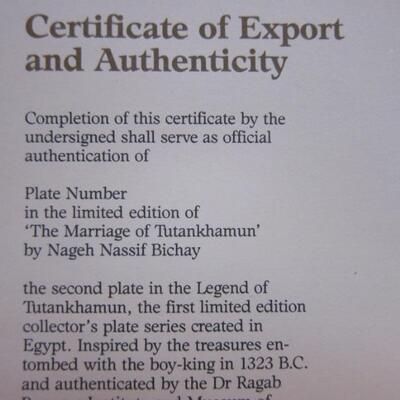 Certificate of Export
and Authenticity
Completion of this certificate by the
undersigned shall serve as official
authentication of
Plate Number
in the limited edition of
‘The Marriage of Tutankhamun’
by Nageh Nassif Bichay
the second plate in the Legend of
Tutankhamun, the first limited edition
collector’s plate series created in
Egypt. Inspired by the treasures en-
tombed with the boy-king in 1323 B.C.
and authenticated by the Dr Ragab